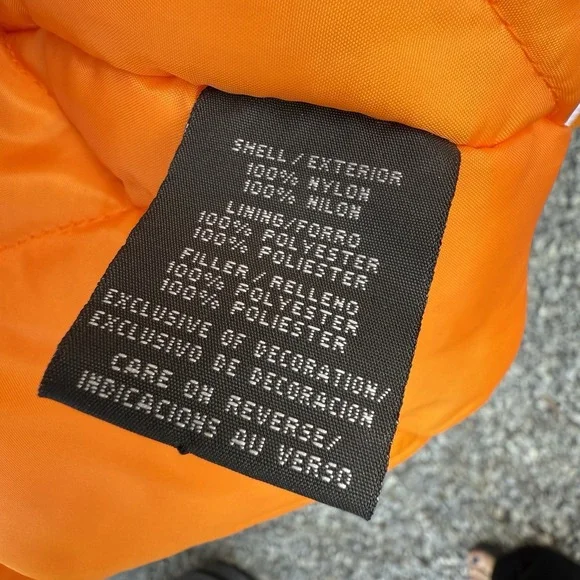 SHELL/EXTERIOR
100% NYLON
100% NILON
LINING/FORRO
100% POLYESTER
100% POLIESTER
FILLER/RELLENO
100% POLYESTER
100% POLIESTER
EXCLUSIVE OF DECORATION/
EXCLUSIVO DE DECORACION
CARE ON REVERSE/
INDICACIONS AU VERSO